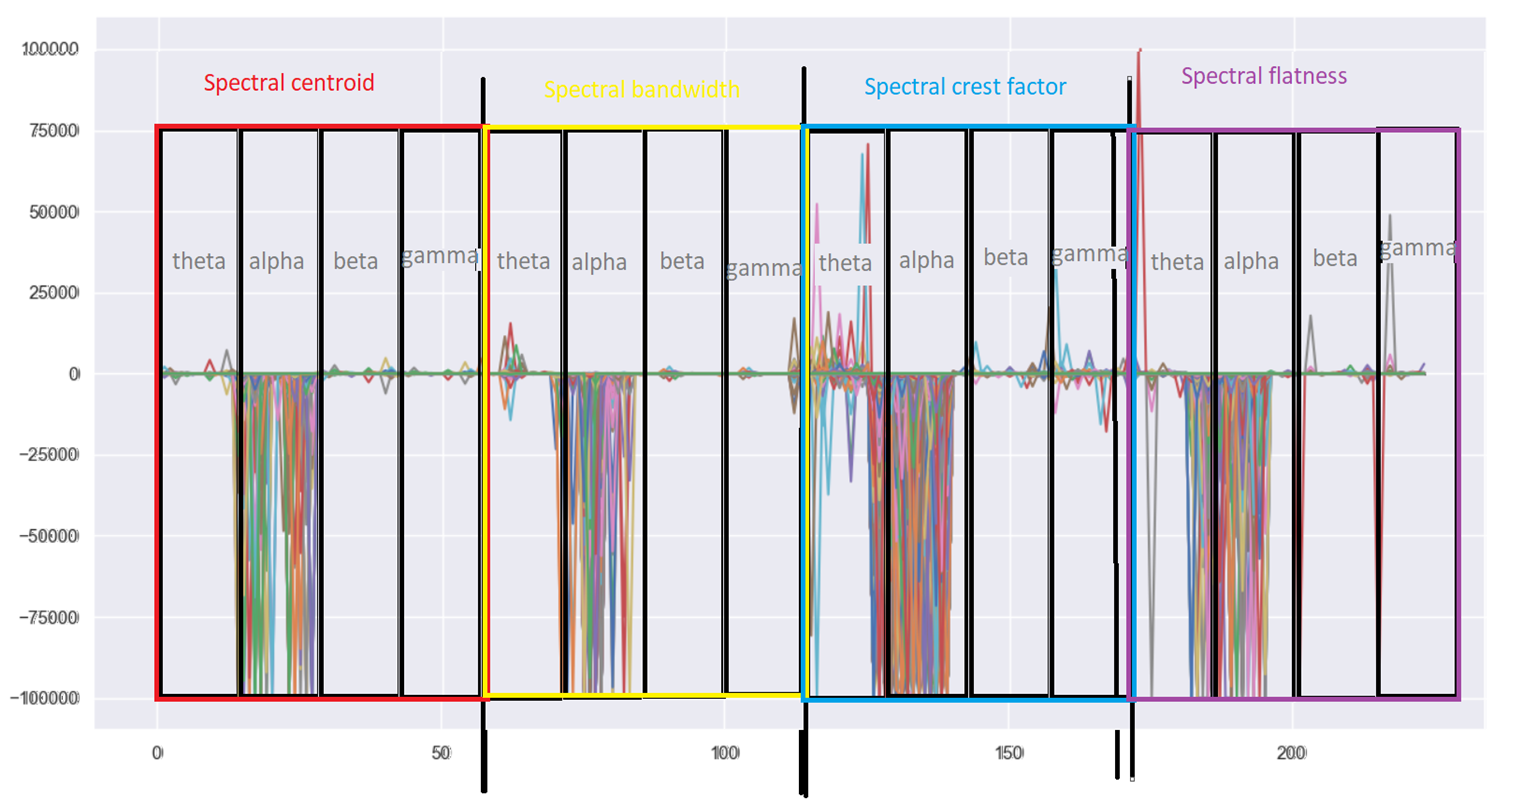 Spectral centroid
Spectral bandwidth
Spectral crest factor
Spectral flatness
100000
75000
50000
25000
0
−25000
−50000
−75000
−100000
theta alpha beta gamma theta alpha beta gamma theta alpha beta gamma theta alpha beta gamma
0 50 100 150 200